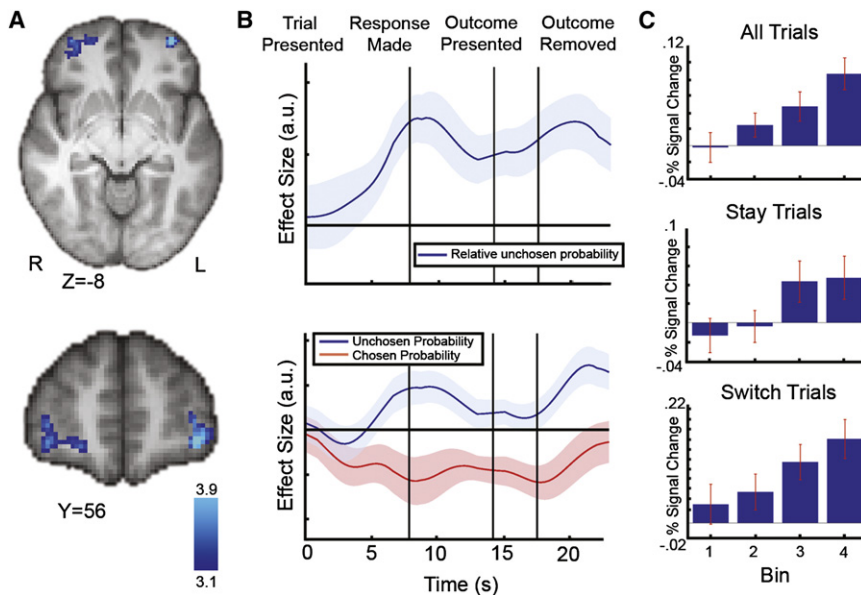 A
R
L
Z=-8
Y=56
3.9
3.1
B
Trial Presented
Response Made
Outcome Presented
Outcome Removed
Effect Size (a.u.)
Relative unchosen probability
Unchosen Probability
Chosen Probability
Effect Size (a.u.)
0 5 10 15 20
Time (s)
C
All Trials
.12
% Signal Change
-.04
Stay Trials
.1
% Signal Change
-.04
Switch Trials
.22
% Signal Change
-.02
1 2 3 4
Bin